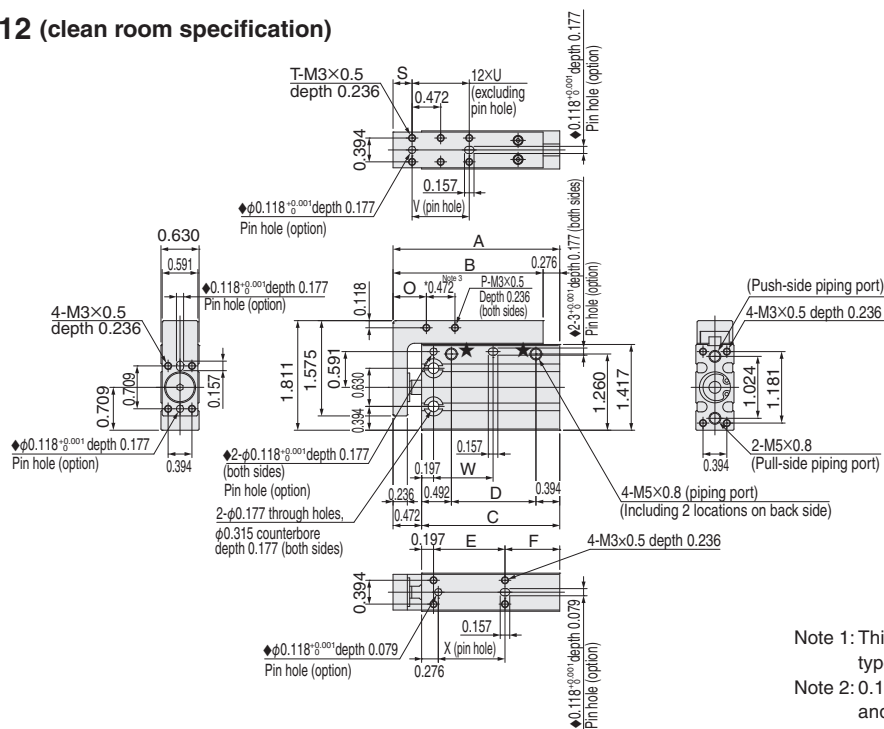 12 (clean room specification)
T-M3×0.5
depth 0.236
S
12×U
(excluding
pin hole)
0.472
◆0.118 +0.001 0 depth 0.177
Pin hole (option)
0.394
0.157
V (pin hole)
◆φ0.118 +0.001 0 depth 0.177
Pin hole (option)
0.630
0.591
◆0.118 +0.001 0 depth 0.177
Pin hole (option)
4-M3×0.5
depth 0.236
0.709
0.709
0.157
◆φ0.118 +0.001 0 depth 0.177
Pin hole (option)
0.394
A
B
0.276
O
*0.472
Note 3
P-M3×0.5
Depth 0.236
(both sides)
◆2-3 +0.001 0 depth 0.177 (both sides)
Pin hole (option)
0.118
1.811
1.575
0.591
0.630
0.394
★
★
1.260
1.417
(Push-side piping port)
4-M3×0.5 depth 0.236
1.024
1.181
0.394
2-M5×0.8
(Pull-side piping port)
◆2-φ0.118 +0.001 0 depth 0.177
(both sides)
Pin hole (option)
0.157
0.197
W
0.236
0.492
D
0.394
0.472
C
4-M5×0.8 (piping port)
(Including 2 locations on back side)
2-φ0.177 through holes,
φ0.315 counterbore
depth 0.177 (both sides)
0.197
E
F
4-M3×0.5 depth 0.236
0.394
0.157
X (pin hole)
0.276
◆φ0.118 +0.001 0 depth 0.079
Pin hole (option)
◆0.118 +0.001 0 depth 0.079
Pin hole (option)
Note 1: Thi
typ
Note 2: 0.1
and